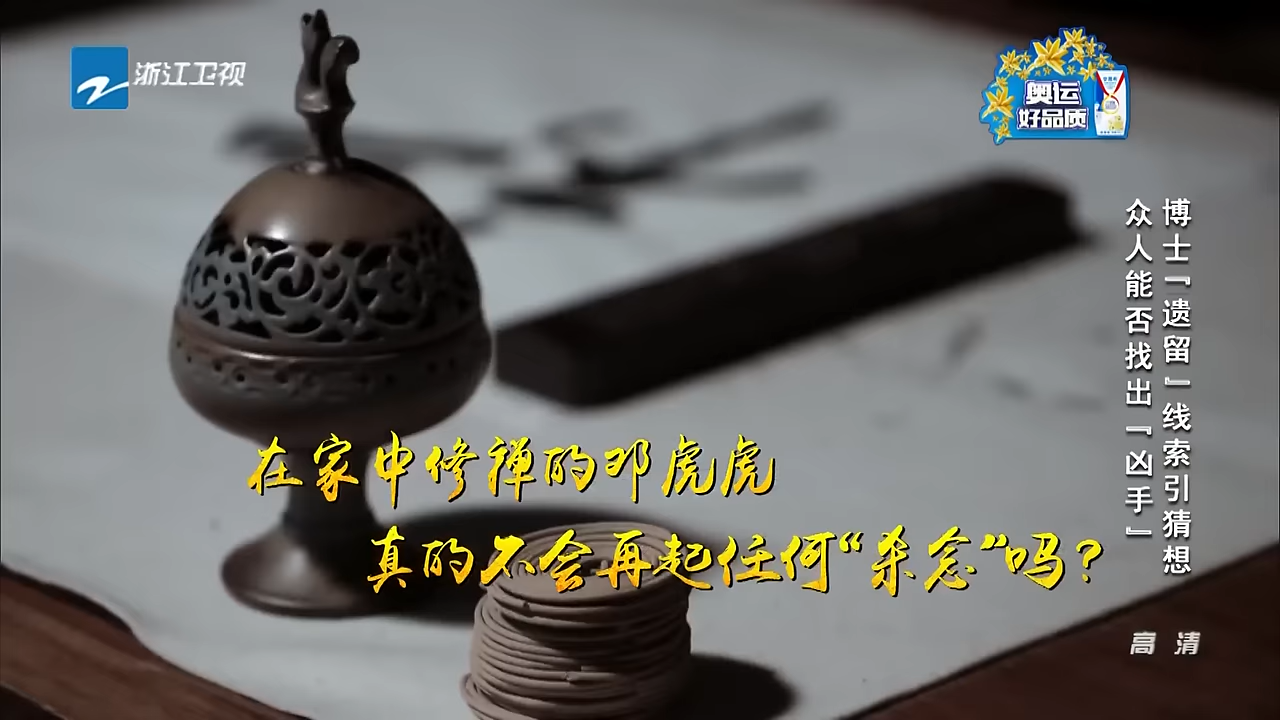 浙江卫视
奥运
好品质
博士『遗留』线索引猜想
众人能否找出『凶手』
在家中修禅的邓虎虎
真的不会再起任何“杀念”吗？
高清